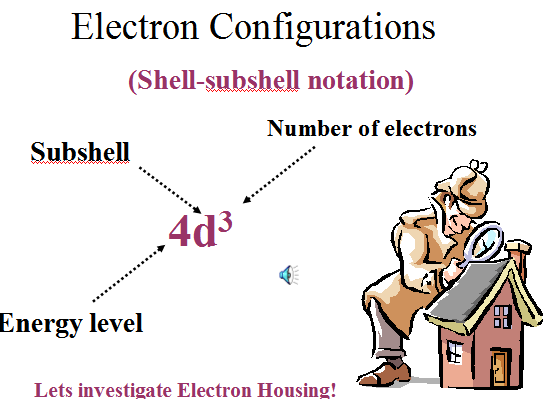 Electron Configurations
(Shell-subshell notation)
Number of electrons
Subshell
4d³
Energy level
Lets investigate Electron Housing!